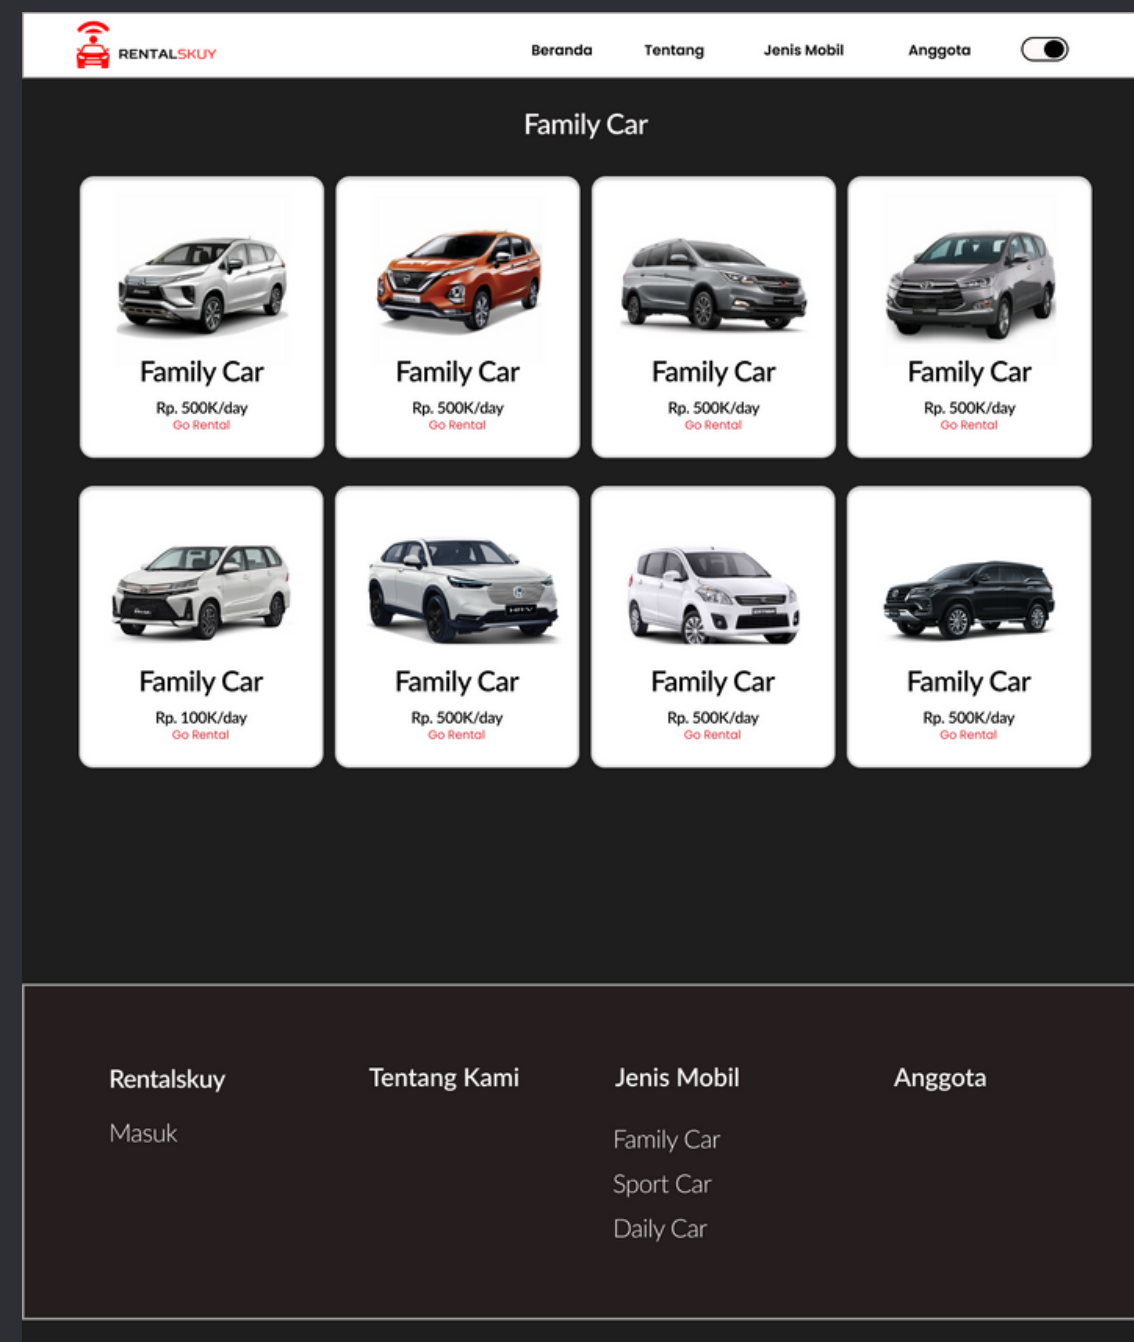 RENTALSKUY
Beranda Tentang Jenis Mobil Anggota
Family Car
Family Car Family Car Family Car Family Car
Rp. 500K/day Rp. 500K/day Rp. 500K/day Rp. 500K/day
Go Rental Go Rental Go Rental Go Rental
HR-V
Family Car Family Car Family Car Family Car
Rp. 100K/day Rp. 500K/day Rp. 500K/day Rp. 500K/day
Go Rental Go Rental Go Rental Go Rental
Rentalskuy Tentang Kami Jenis Mobil Anggota
Masuk Family Car
Sport Car
Daily Car